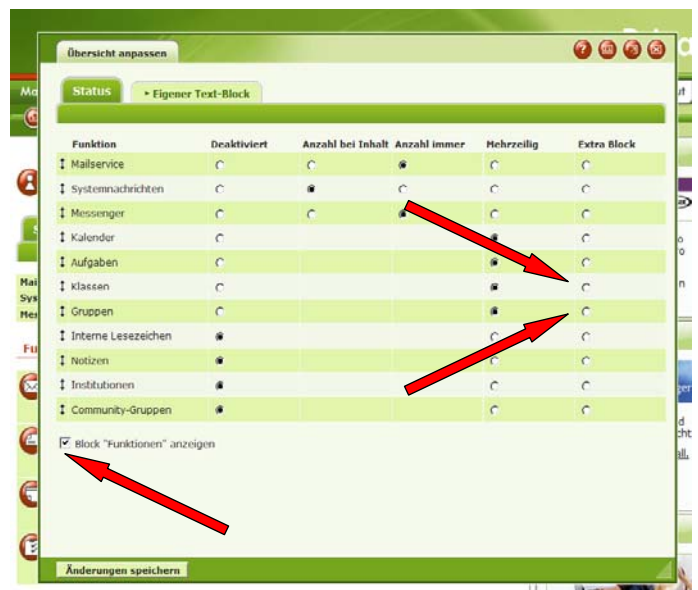 Übersicht anpassen
Status
Eigener Text-Block
Funktion Deaktiviert Anzahl bei Inhalt Anzahl immer Mehrzeilig Extra Block
Mailservice
Systemnachrichten
Messenger
Kalender
Aufgaben
Klassen
Gruppen
Interne Lesezeichen
Notizen
Institutionen
Community-Gruppen
Block "Funktionen" anzeigen
Änderungen speichern